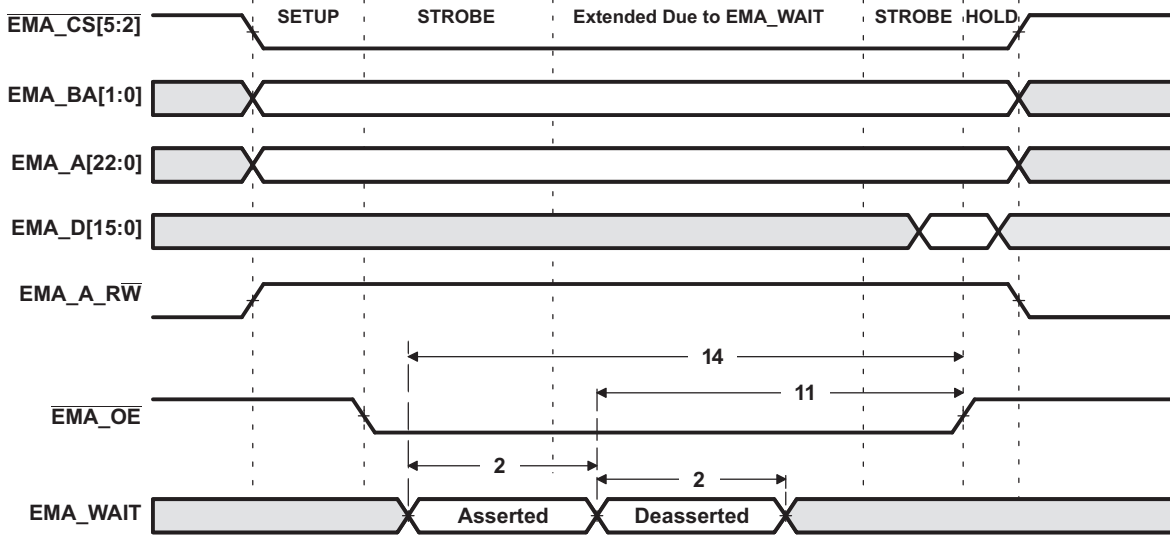 SETUP STROBE Extended Due to EMA_WAIT STROBE HOLD
EMA_CS[5:2]
EMA_BA[1:0]
EMA_A[22:0]
EMA_D[15:0]
EMA_A_RW̅
14
11
E̅M̅A̅_̅O̅E̅
2
2
EMA_WAIT Asserted Deasserted